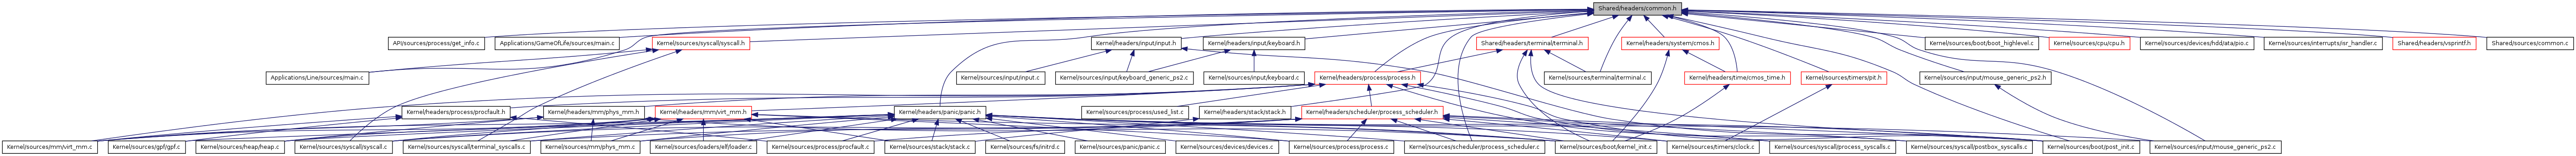 Shared/headers/common.h
API/sources/process/get_info.c
Applications/GameOfLife/sources/main.c
Kernel/sources/syscall/syscall.h
Kernel/headers/input/input.h
Kernel/headers/input/keyboard.h
Shared/headers/terminal/terminal.h
Kernel/headers/system/cmos.h
Kernel/sources/boot/boot_highlevel.c
Kernel/sources/cpu/cpu.h
Kernel/sources/devices/hdd/ata/pio.c
Kernel/sources/interrupts/isr_handler.c
Shared/headers/vsprintf.h
Shared/sources/common.c
Applications/Line/sources/main.c
Kernel/sources/input/input.c
Kernel/sources/input/keyboard_generic_ps2.c
Kernel/sources/input/keyboard.c
Kernel/headers/process/process.h
Kernel/sources/terminal/terminal.c
Kernel/headers/time/cmos_time.h
Kernel/sources/timers/pit.h
Kernel/sources/input/mouse_generic_ps2.h
Kernel/headers/process/procfault.h
Kernel/headers/mm/phys_mm.h
Kernel/headers/mm/virt_mm.h
Kernel/headers/panic/panic.h
Kernel/sources/process/used_list.c
Kernel/headers/stack/stack.h
Kernel/headers/scheduler/process_scheduler.h
Kernel/sources/mm/virt_mm.c
Kernel/sources/gpf/gpf.c
Kernel/sources/heap/heap.c
Kernel/sources/syscall/syscall.c
Kernel/sources/syscall/terminal_syscalls.c
Kernel/sources/mm/phys_mm.c
Kernel/sources/loaders/elf/loader.c
Kernel/sources/process/procfault.c
Kernel/sources/stack/stack.c
Kernel/sources/fs/initrd.c
Kernel/sources/panic/panic.c
Kernel/sources/devices/devices.c
Kernel/sources/process/process.c
Kernel/sources/scheduler/process_scheduler.c
Kernel/sources/boot/kernel_init.c
Kernel/sources/timers/clock.c
Kernel/sources/syscall/process_syscalls.c
Kernel/sources/syscall/postbox_syscalls.c
Kernel/sources/boot/post_init.c
Kernel/sources/input/mouse_generic_ps2.c